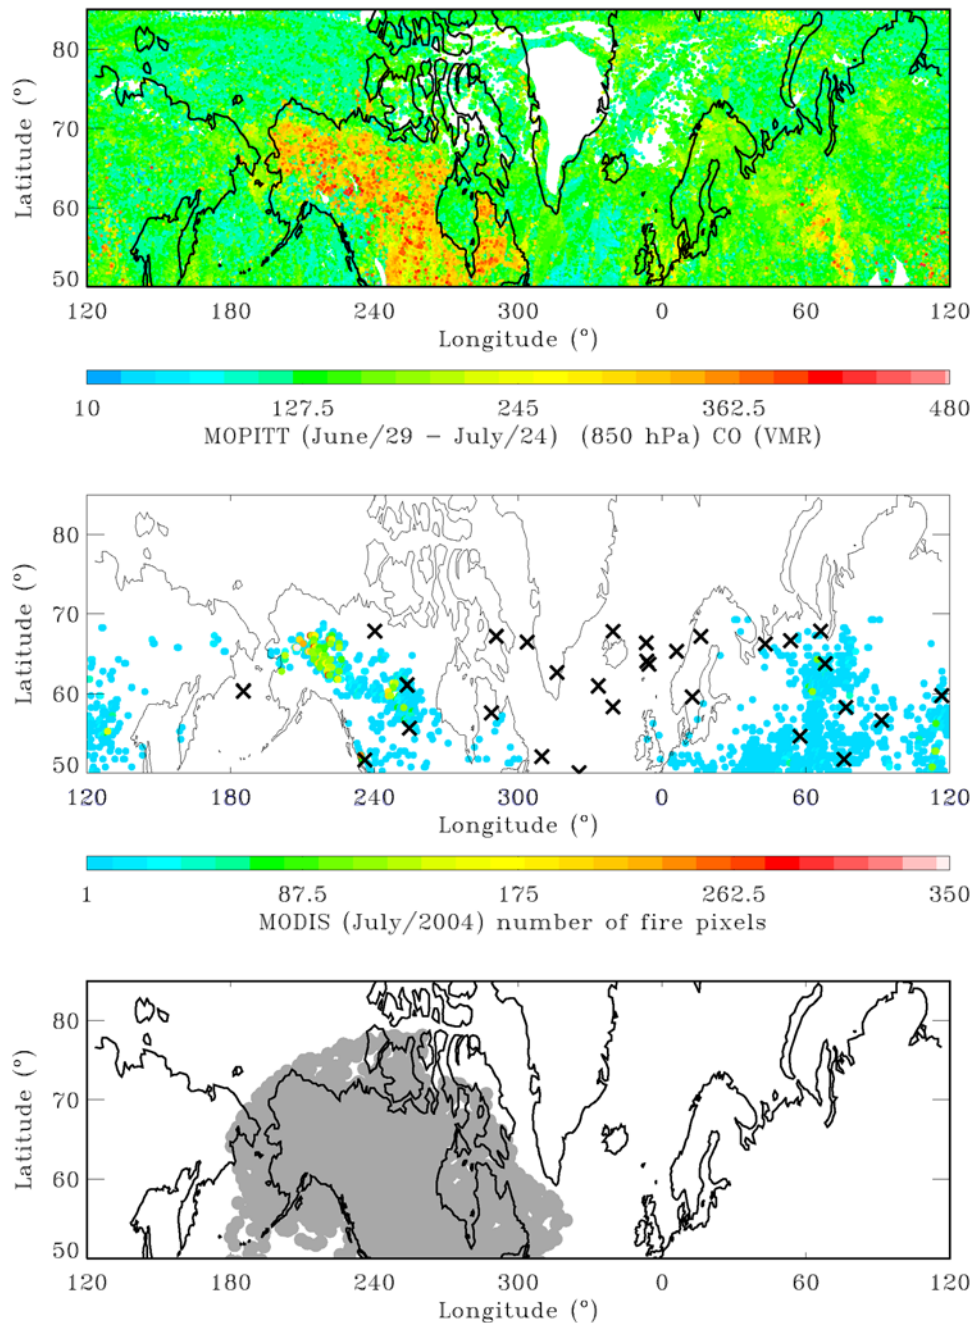 80
70
60
50
Latitude (°)
120 180 240 300 0 60 120
Longitude (°)
10 127.5 245 362.5 480
MOPITT (June/29 − July/24) (850 hPa) CO (VMR)
80
70
60
50
Latitude (°)
120 180 240 300 0 60 120
Longitude (°)
1 87.5 175 262.5 350
MODIS (July/2004) number of fire pixels
80
70
60
50
Latitude (°)
120 180 240 300 0 60 120
Longitude (°)